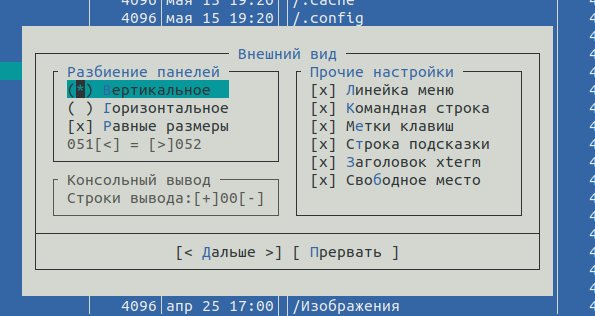 4096 мая 15 19:20 /.cache
4096 мая 15 19:20 /.config
Внешний вид
Разбиение панелей
(*) Вертикальное
( ) Горизонтальное
[x] Равные размеры
051[<] = [>]052
Консольный вывод
Строки вывода:[+]00[-]
Прочие настройки
[x] Линейка меню
[x] Командная строка
[x] Метки клавиш
[x] Строка подсказки
[x] Заголовок xterm
[x] Свободное место
[< Дальше >] [ Прервать ]
4096 апр 25 17:00 /Изображения